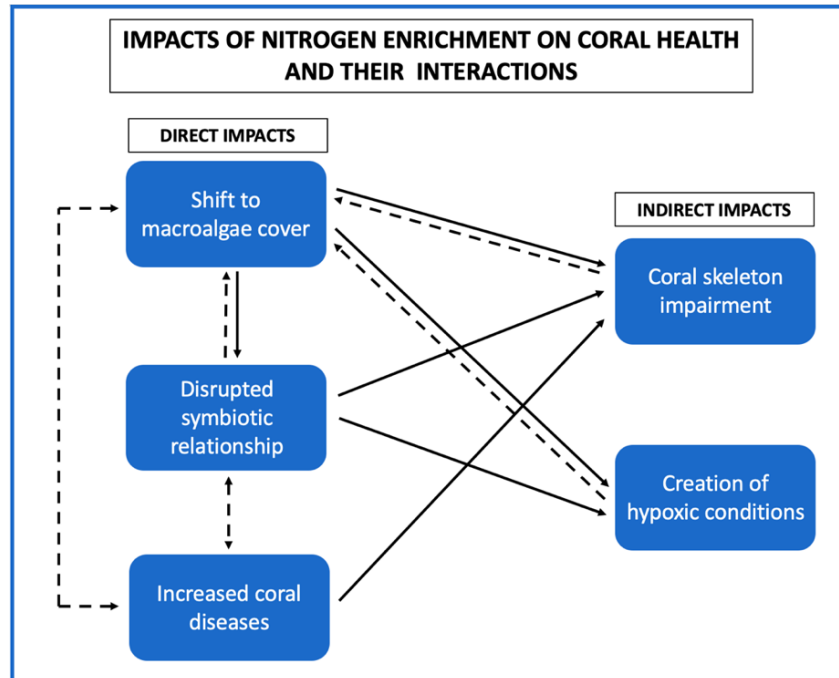 IMPACTS OF NITROGEN ENRICHMENT ON CORAL HEALTH
AND THEIR INTERACTIONS
DIRECT IMPACTS
Shift to
macroalgae cover
Disrupted
symbiotic
relationship
Increased coral
diseases
INDIRECT IMPACTS
Coral skeleton
impairment
Creation of
hypoxic conditions